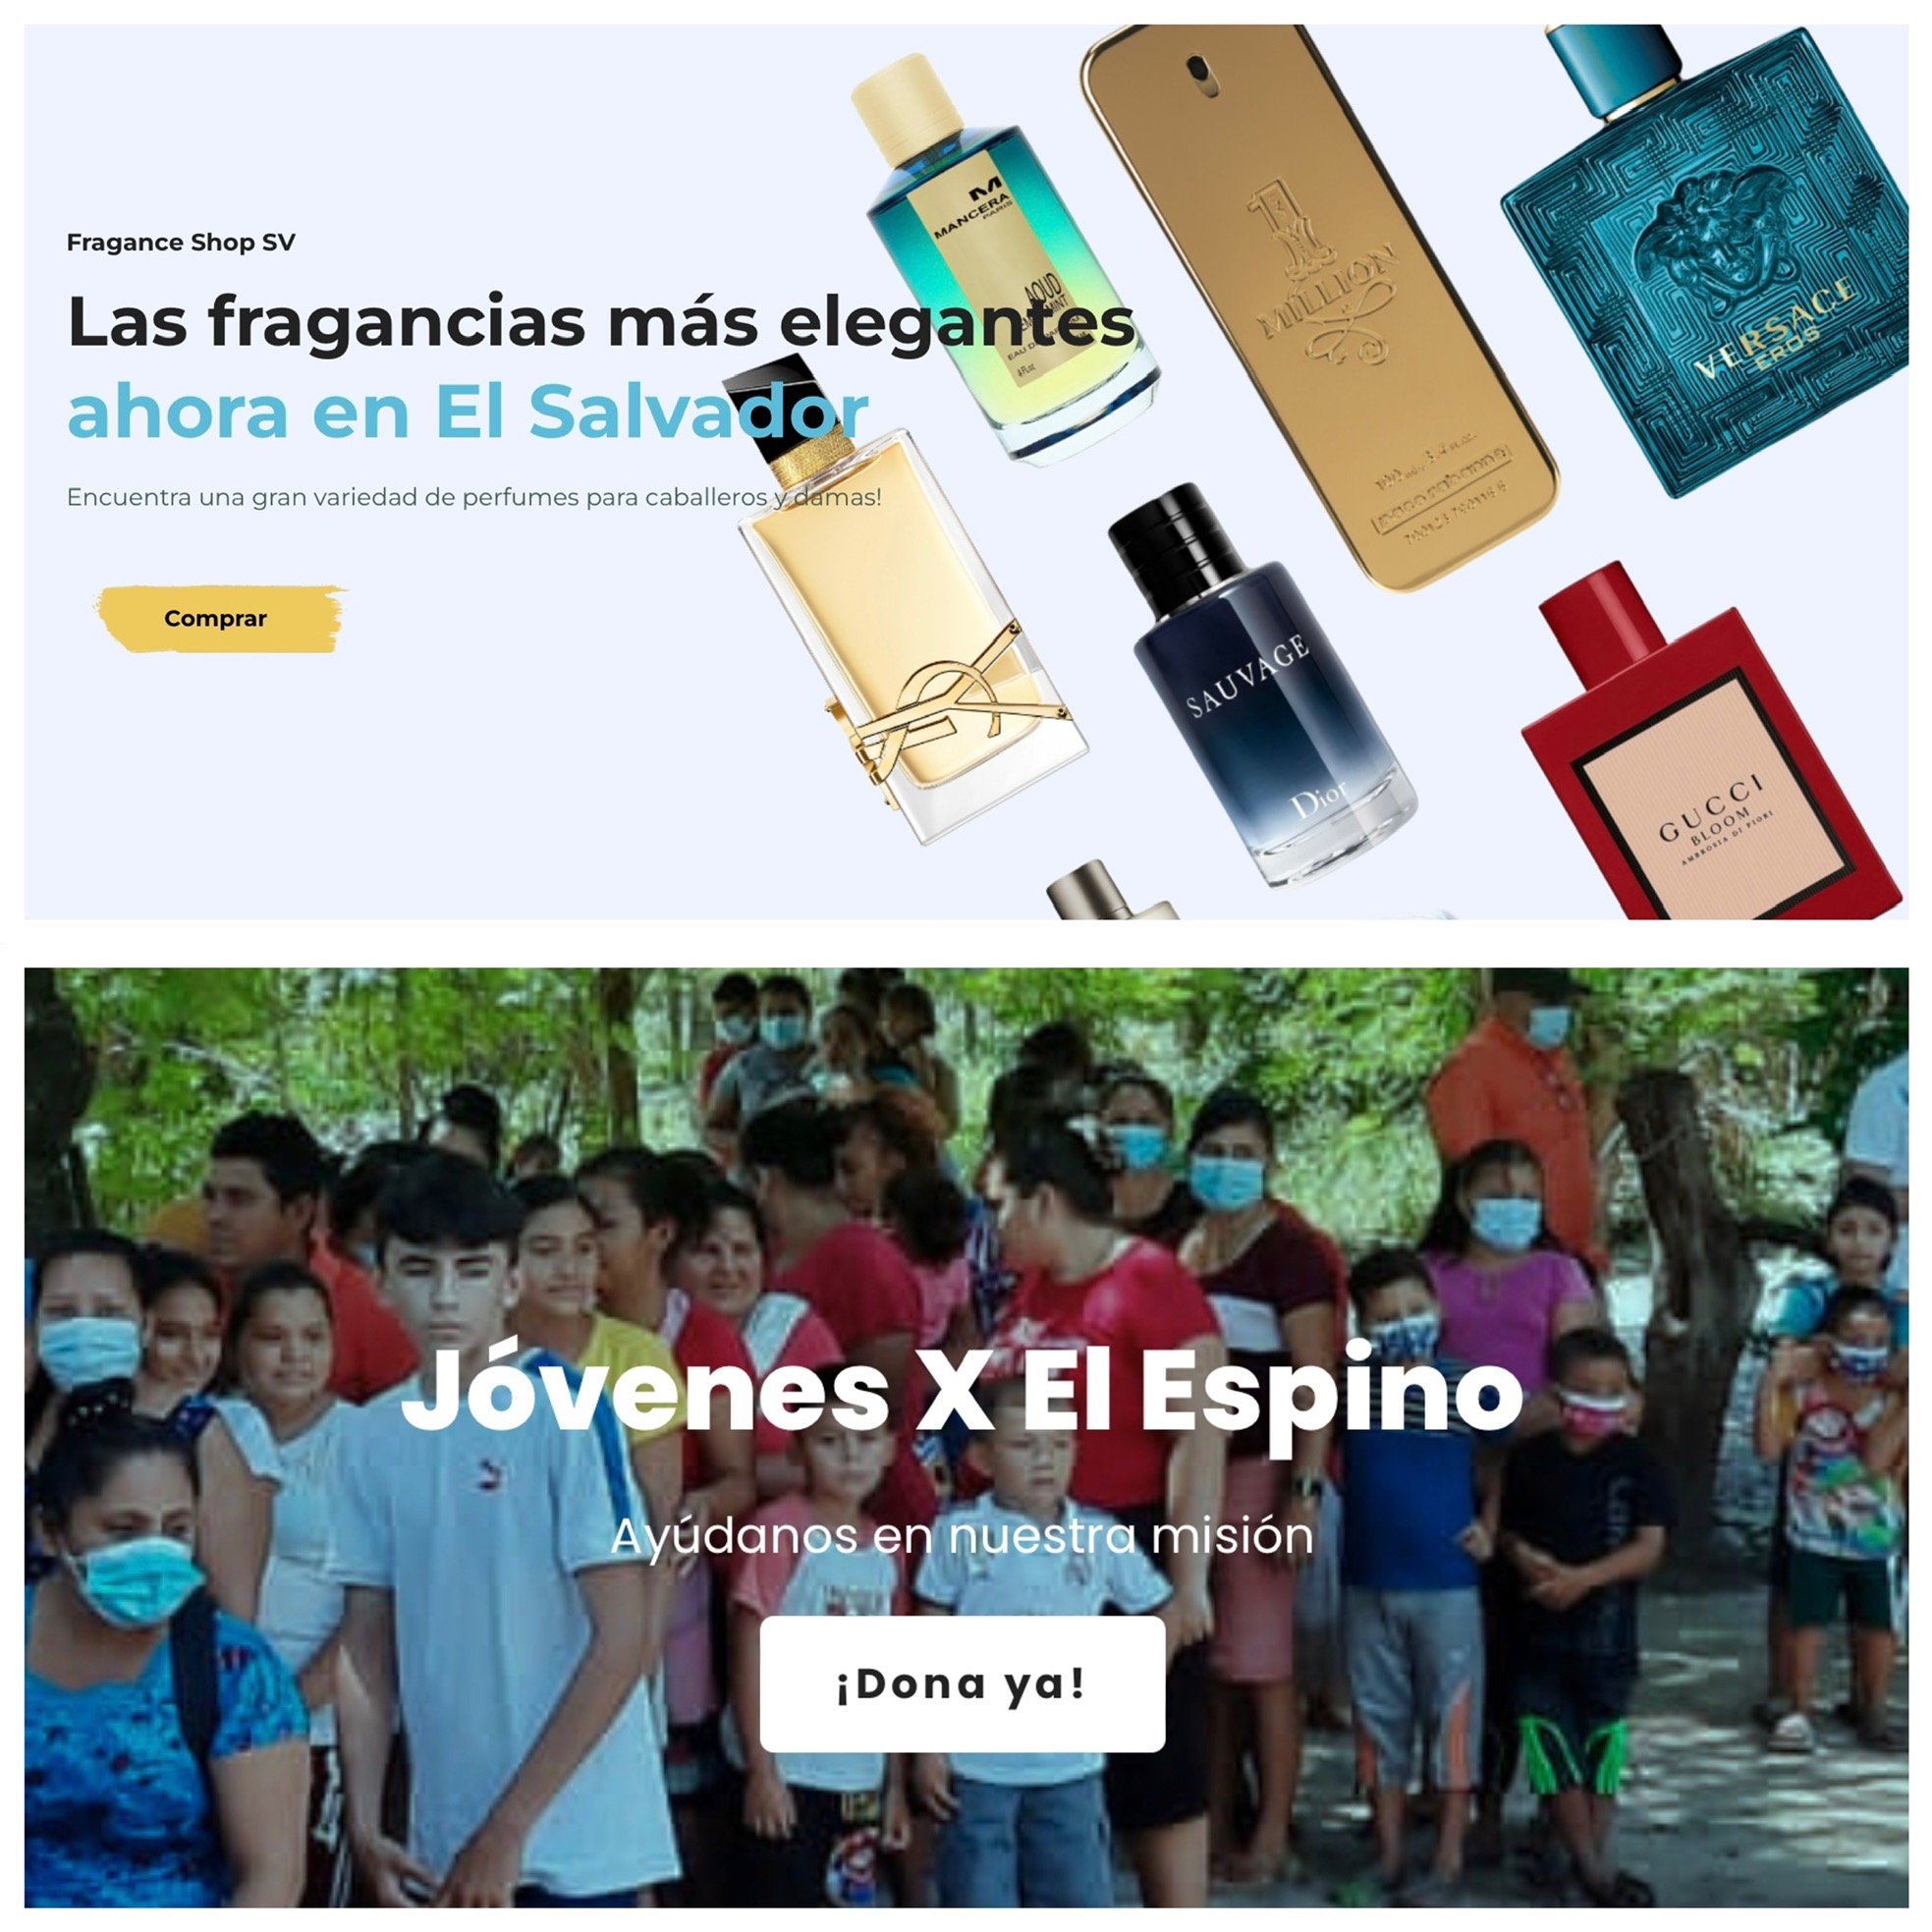 Fragance Shop SV
Las fragancias más elegantes
ahora en El Salvador
Encuentra una gran variedad de perfumes para caballeros y damas!
Comprar
M
MANCERA
PARIS
AOUD
1
MILLION
VERSACE
EROS
SAUVAGE
Dior
GUCCI
BLOOM
AMBROSIA DI FIORI
Jóvenes X El Espino
Ayúdanos en nuestra misión
¡Dona ya!